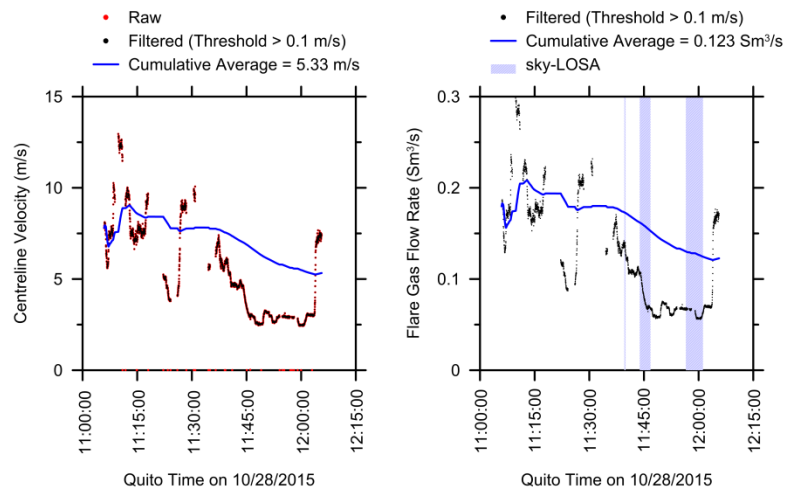 Raw
Filtered (Threshold > 0.1 m/s)
Cumulative Average = 5.33 m/s
15
10
5
0
Centreline Velocity (m/s)
11:00:00
11:15:00
11:30:00
11:45:00
12:00:00
12:15:00
Quito Time on 10/28/2015
Filtered (Threshold > 0.1 m/s)
Cumulative Average = 0.123 Sm³/s
sky-LOSA
0.3
0.2
0.1
0
Flare Gas Flow Rate (Sm³/s)
11:00:00
11:15:00
11:30:00
11:45:00
12:00:00
12:15:00
Quito Time on 10/28/2015